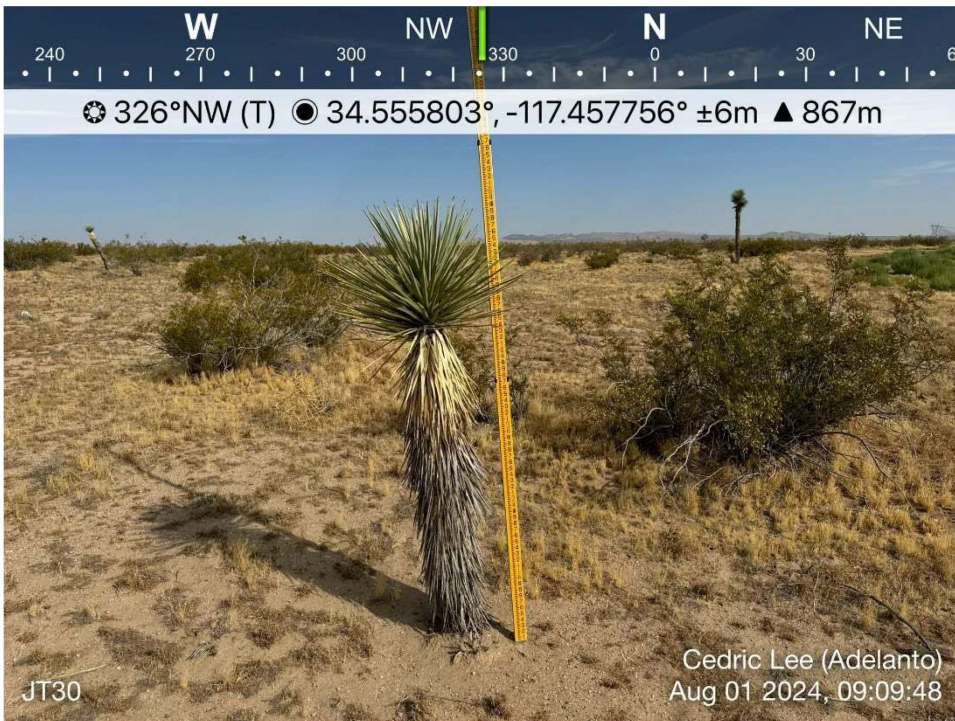 W NW N NE
240 270 300 330 0 30 6
326°NW (T) 34.555803°, -117.457756° ±6m ▲ 867m
JT30
Cedric Lee (Adelanto)
Aug 01 2024, 09:09:48